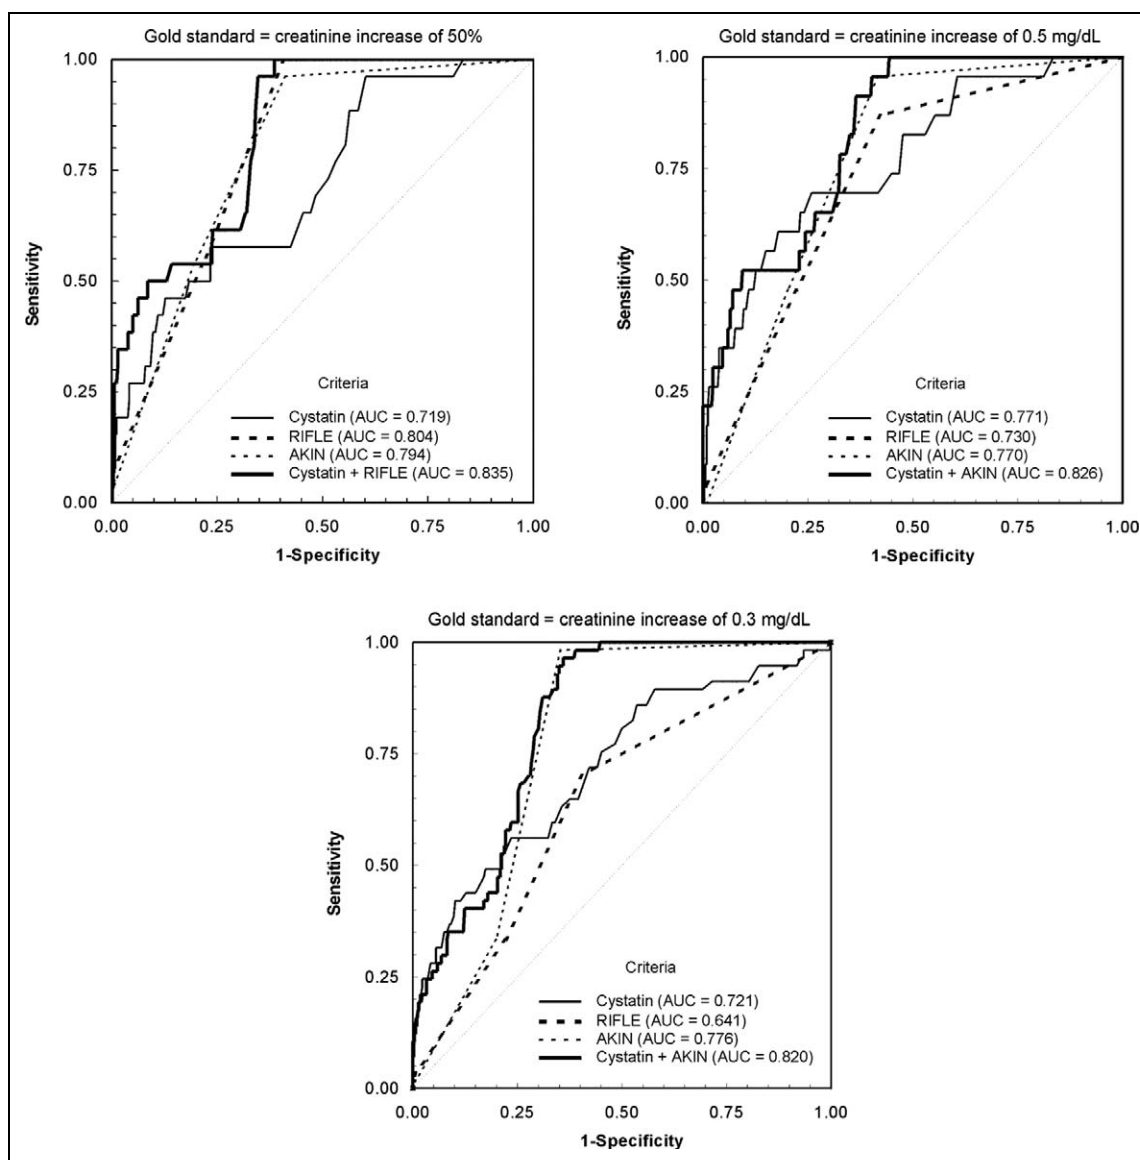 Gold standard = creatinine increase of 50%
1.00
0.75
0.50
0.25
0.00
Sensitivity
Criteria
Cystatin (AUC = 0.719)
RIFLE (AUC = 0.804)
AKIN (AUC = 0.794)
Cystatin + RIFLE (AUC = 0.835)
0.00 0.25 0.50 0.75 1.00
1-Specificity
Gold standard = creatinine increase of 0.5 mg/dL
1.00
0.75
0.50
0.25
0.00
Sensitivity
Criteria
Cystatin (AUC = 0.771)
RIFLE (AUC = 0.730)
AKIN (AUC = 0.770)
Cystatin + AKIN (AUC = 0.826)
0.00 0.25 0.50 0.75 1.00
1-Specificity
Gold standard = creatinine increase of 0.3 mg/dL
1.00
0.75
0.50
0.25
0.00
Sensitivity
Criteria
Cystatin (AUC = 0.721)
RIFLE (AUC = 0.641)
AKIN (AUC = 0.776)
Cystatin + AKIN (AUC = 0.820)
0.00 0.25 0.50 0.75 1.00
1-Specificity